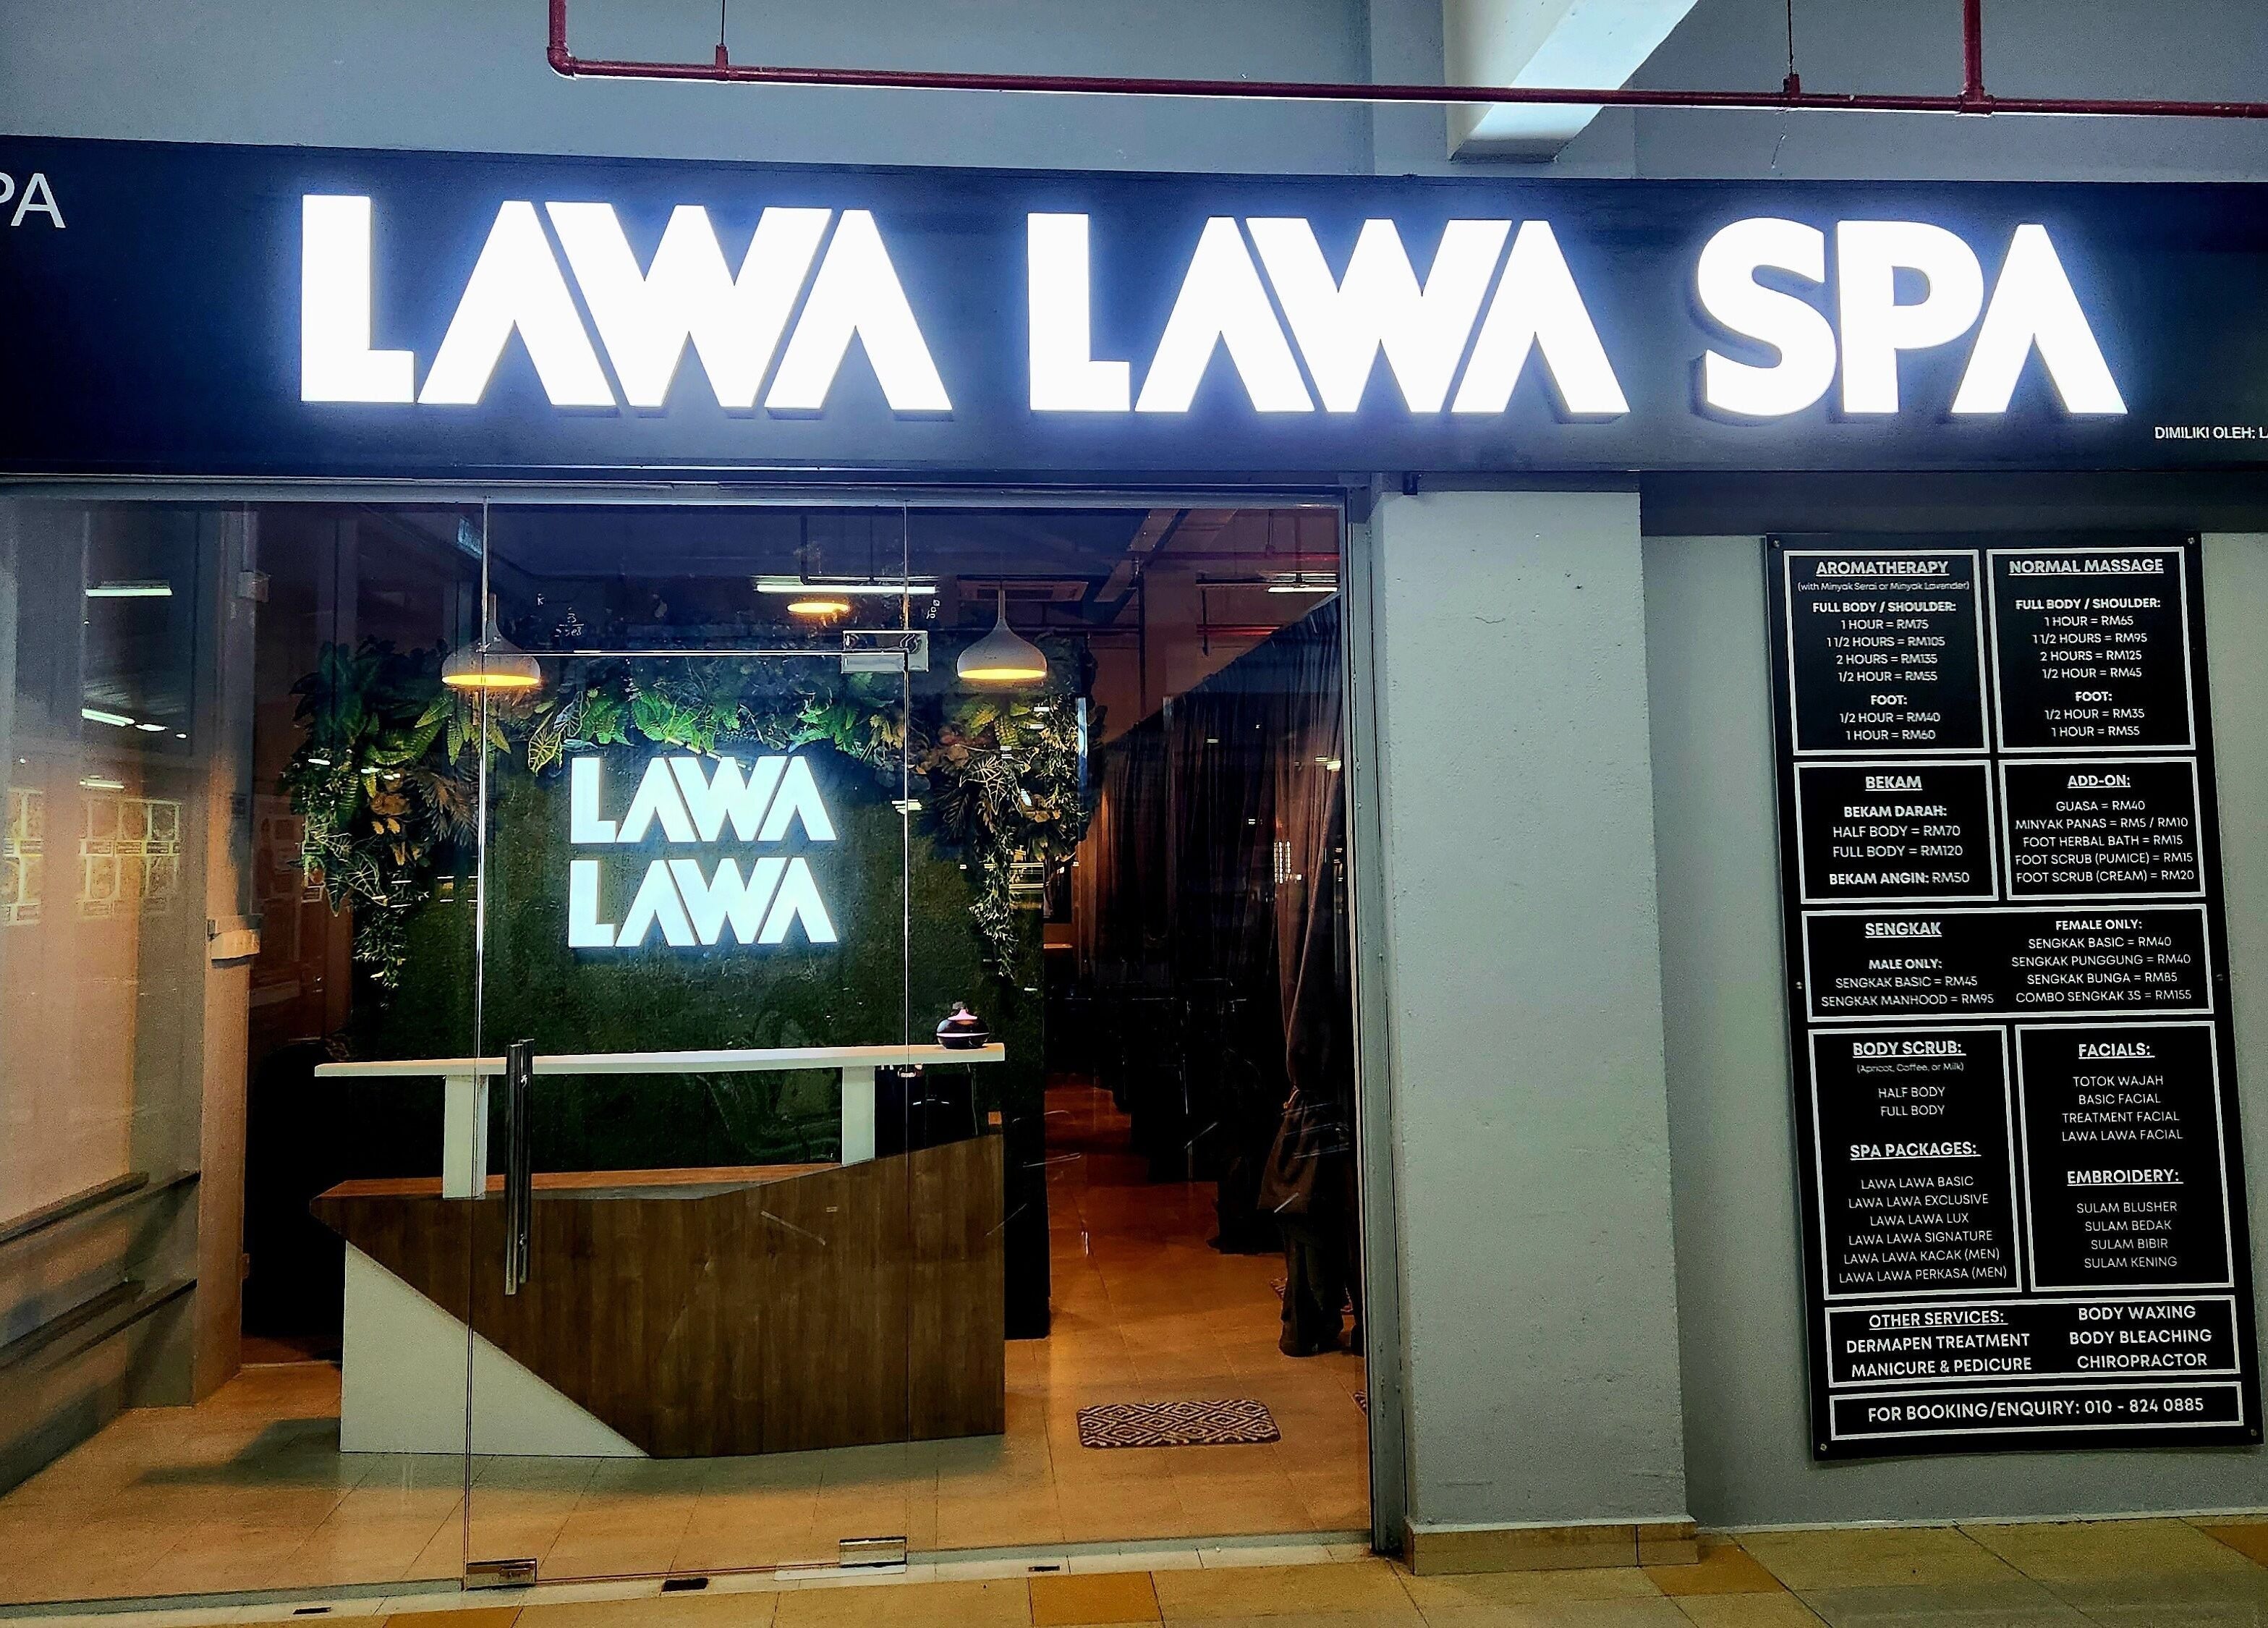 PA
LAWA LAWA SPA
DIMILIKI OLEH:
LAWA
LAWA
AROMATHERAPY
(with Minyak Serai or Minyak Lavender)
FULL BODY / SHOULDER:
1 HOUR = RM75
1 1/2 HOURS = RM105
2 HOURS = RM135
1/2 HOUR = RM55
FOOT:
1/2 HOUR = RM40
1 HOUR = RM60
NORMAL MASSAGE
FULL BODY / SHOULDER:
1 HOUR = RM65
1 1/2 HOURS = RM95
2 HOURS = RM125
1/2 HOUR = RM45
FOOT:
1/2 HOUR = RM35
1 HOUR = RM55
BEKAM
BEKAM DARAH:
HALF BODY = RM70
FULL BODY = RM120
BEKAM ANGIN: RM50
ADD-ON:
GUASA = RM40
MINYAK PANAS = RM5 / RM10
FOOT HERBAL BATH = RM15
FOOT SCRUB (PUMICE) = RM15
FOOT SCRUB (CREAM) = RM20
SENGKAK
MALE ONLY:
SENGKAK BASIC = RM45
SENGKAK MANHOOD = RM95
FEMALE ONLY:
SENGKAK BASIC = RM40
SENGKAK PUNGGUNG = RM40
SENGKAK BUNGA = RM85
COMBO SENGKAK 3S = RM155
BODY SCRUB:
(Apricot, Coffee, or Milk)
HALF BODY
FULL BODY
SPA PACKAGES:
LAWA LAWA BASIC
LAWA LAWA EXCLUSIVE
LAWA LAWA LUX
LAWA LAWA SIGNATURE
LAWA LAWA KACAK (MEN)
LAWA LAWA PERKASA (MEN)
FACIALS:
TOTOK WAJAH
BASIC FACIAL
TREATMENT FACIAL
LAWA LAWA FACIAL
EMBROIDERY:
SULAM BLUSHER
SULAM BEDAK
SULAM BIBIR
SULAM KENING
OTHER SERVICES:
DERMAPEN TREATMENT
MANICURE & PEDICURE
BODY WAXING
BODY BLEACHING
CHIROPRACTOR
FOR BOOKING/ENQUIRY: 010 - 824 0885